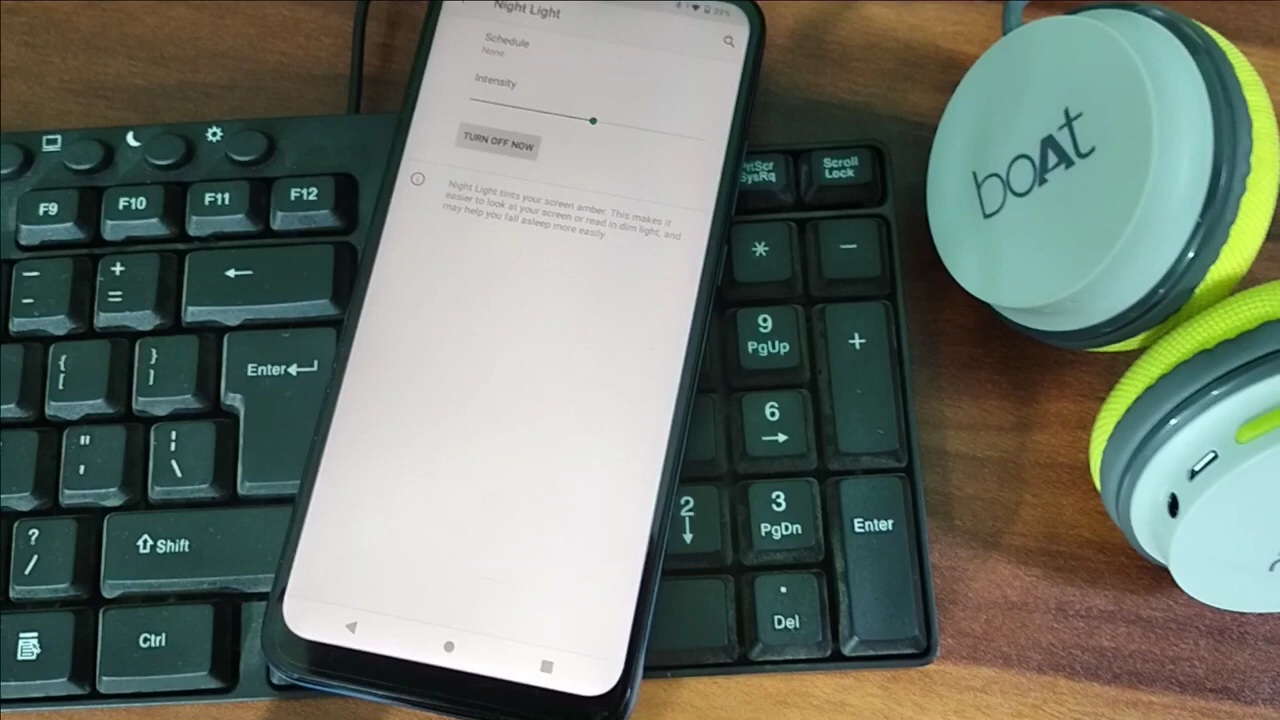 Night Light
39%
Schedule
None
Intensity
TURN OFF NOW
Night Light tints your screen amber. This makes it
easier to look at your screen or read in dim light, and
may help you fall asleep more easily.
boAt
F9
F10
F11
F12
PrtScr
SysRq
Scroll
Lock
-
-
+
=
←
*
-
{
[
}
]
Enter
9
PgUp
+
"
'
¦
\
6
→
?
/
Shift
2
↓
3
PgDn
Enter
Ctrl
.
Del